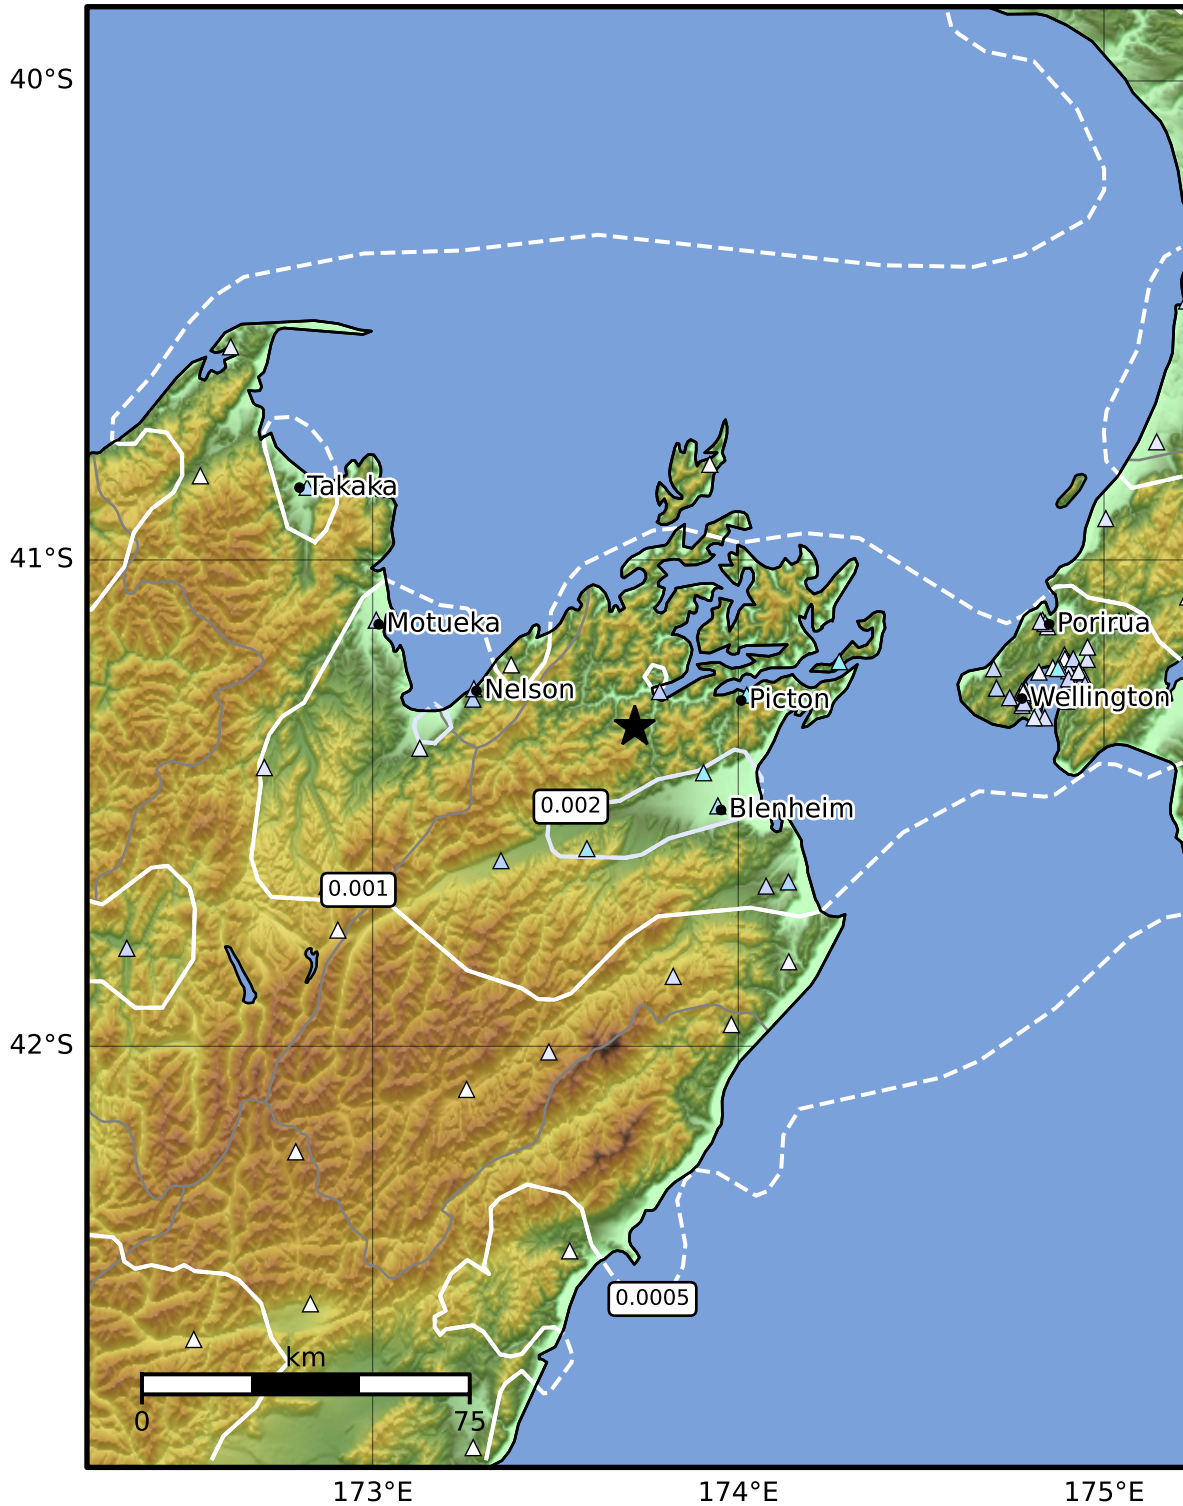 40°S
Takaka
41°S
Motueka
Porirua
Nelson
Picton
Wellington
0.002
Blenheim
0.001
42°S
0.0005
km
0
75
173°E
174°E
175°E